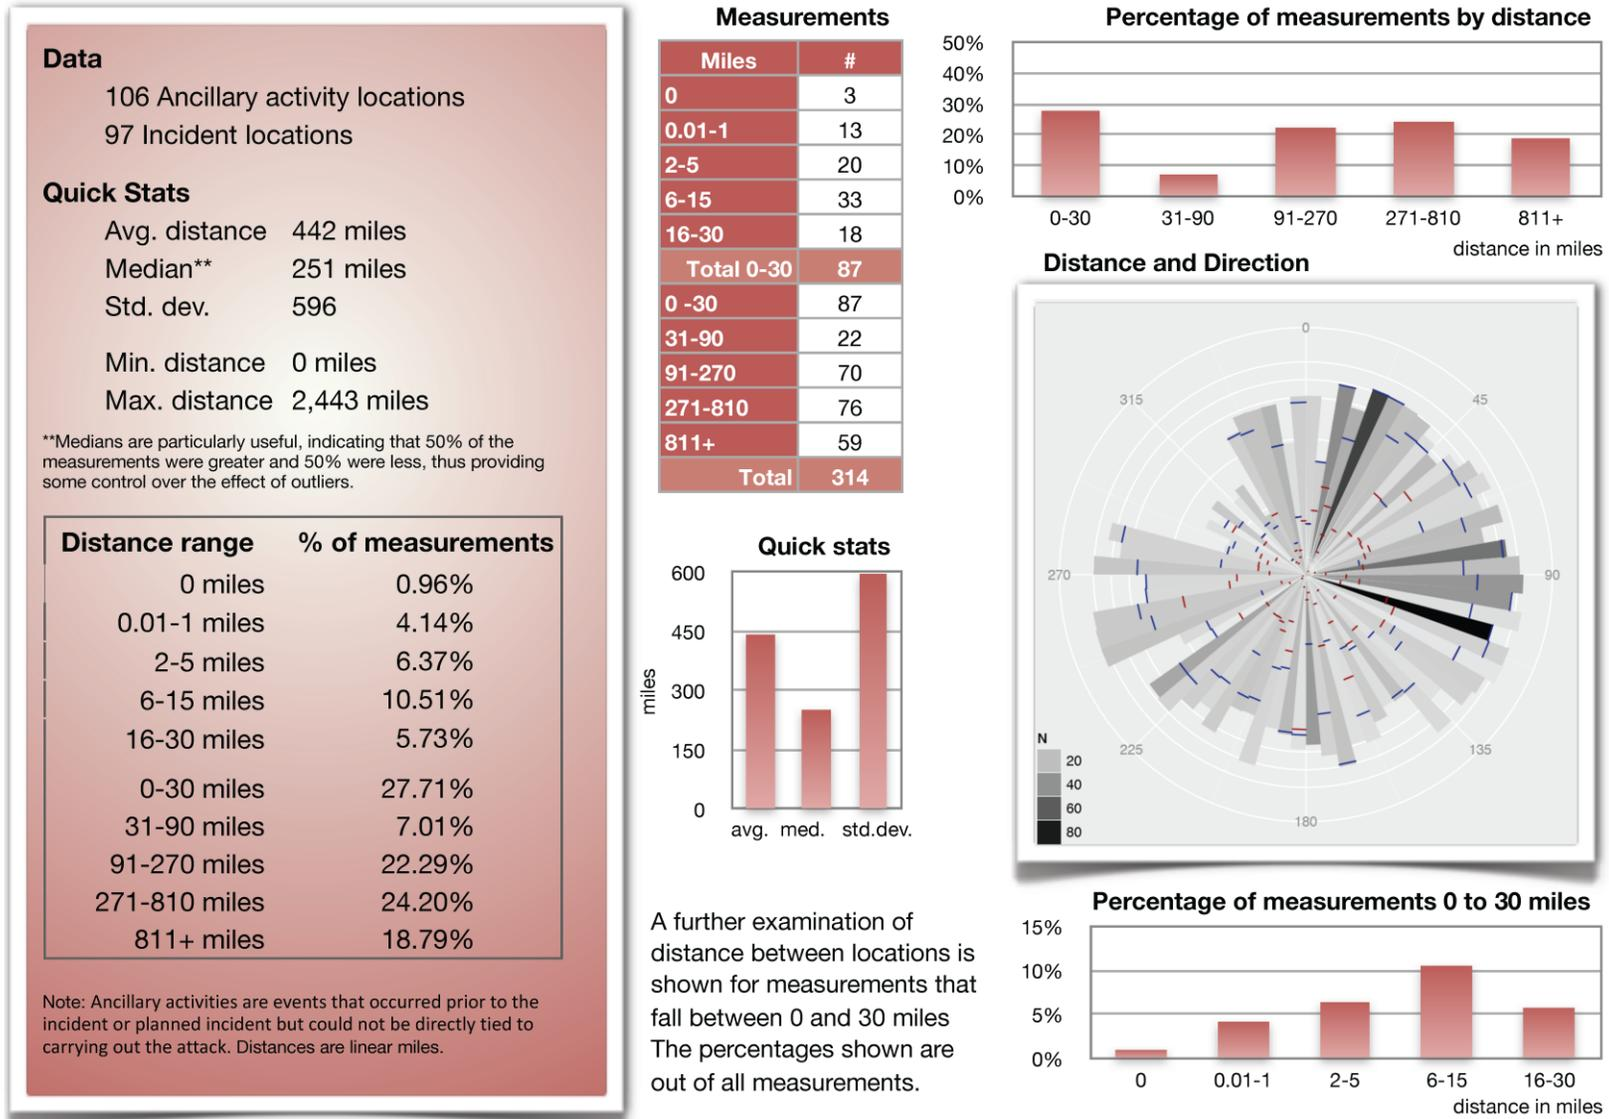 Data
106 Ancillary activity locations
97 Incident locations
Quick Stats
Avg. distance 442 miles
Median** 251 miles
Std. dev. 596
Min. distance 0 miles
Max. distance 2,443 miles
**Medians are particularly useful, indicating that 50% of the
measurements were greater and 50% were less, thus providing
some control over the effect of outliers.
Distance range % of measurements
0 miles 0.96%
0.01-1 miles 4.14%
2-5 miles 6.37%
6-15 miles 10.51%
16-30 miles 5.73%
0-30 miles 27.71%
31-90 miles 7.01%
91-270 miles 22.29%
271-810 miles 24.20%
811+ miles 18.79%
Note: Ancillary activities are events that occurred prior to the
incident or planned incident but could not be directly tied to
carrying out the attack. Distances are linear miles.
Measurements
Miles #
0 3
0.01-1 13
2-5 20
6-15 33
16-30 18
Total 0-30 87
0 -30 87
31-90 22
91-270 70
271-810 76
811+ 59
Total 314
Quick stats
600
450
300
150
0
miles
avg. med. std.dev.
A further examination of
distance between locations is
shown for measurements that
fall between 0 and 30 miles
The percentages shown are
out of all measurements.
Percentage of measurements by distance
50%
40%
30%
20%
10%
0%
0-30 31-90 91-270 271-810 811+
distance in miles
Distance and Direction
0
315 45
270 90
225 135
180
N
20
40
60
80
Percentage of measurements 0 to 30 miles
15%
10%
5%
0%
0 0.01-1 2-5 6-15 16-30
distance in miles